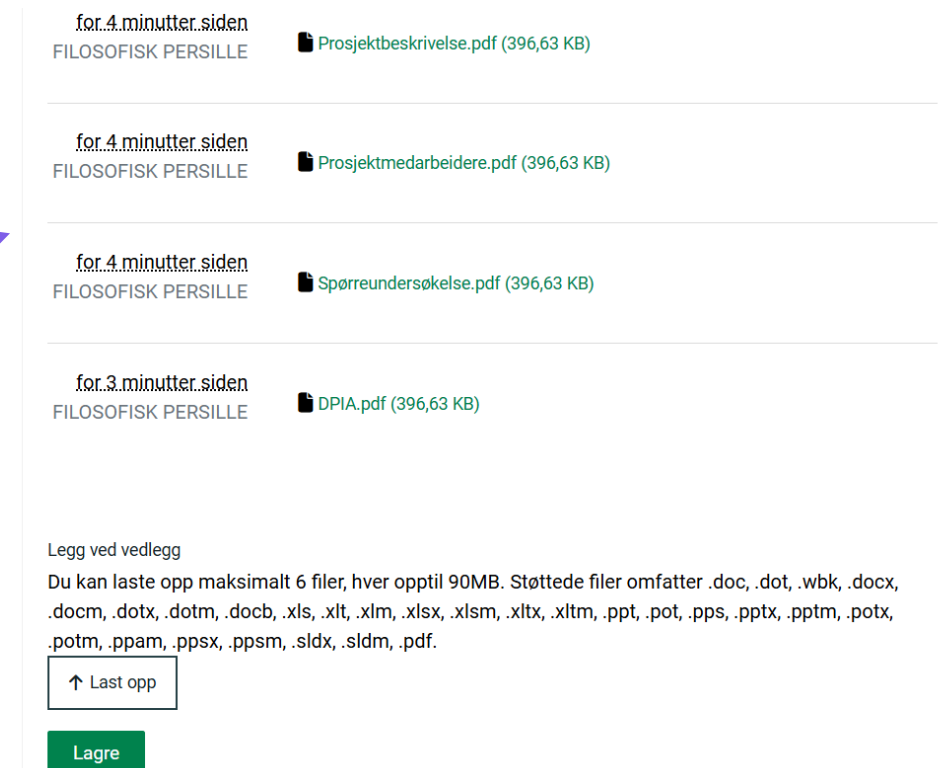 for 4 minutter siden
FILOSOFISK PERSILLE
Prosjektbeskrivelse.pdf (396,63 KB)
for 4 minutter siden
FILOSOFISK PERSILLE
Prosjektmedarbeidere.pdf (396,63 KB)
for 4 minutter siden
FILOSOFISK PERSILLE
Spørreundersøkelse.pdf (396,63 KB)
for 3 minutter siden
FILOSOFISK PERSILLE
DPIA.pdf (396,63 KB)
Legg ved vedlegg
Du kan laste opp maksimalt 6 filer, hver opptil 90MB. Støttede filer omfatter .doc, .dot, .wbk, .docx,
.docm, .dotx, .dotm, .docb, .xls, .xlt, .xlm, .xlsx, .xlsm, .xltx, .xltm, .ppt, .pot, .pps, .pptx, .pptm, .potx,
.potm, .ppam, .ppsx, .ppsm, .sldx, .sldm, .pdf.
Last opp
Lagre